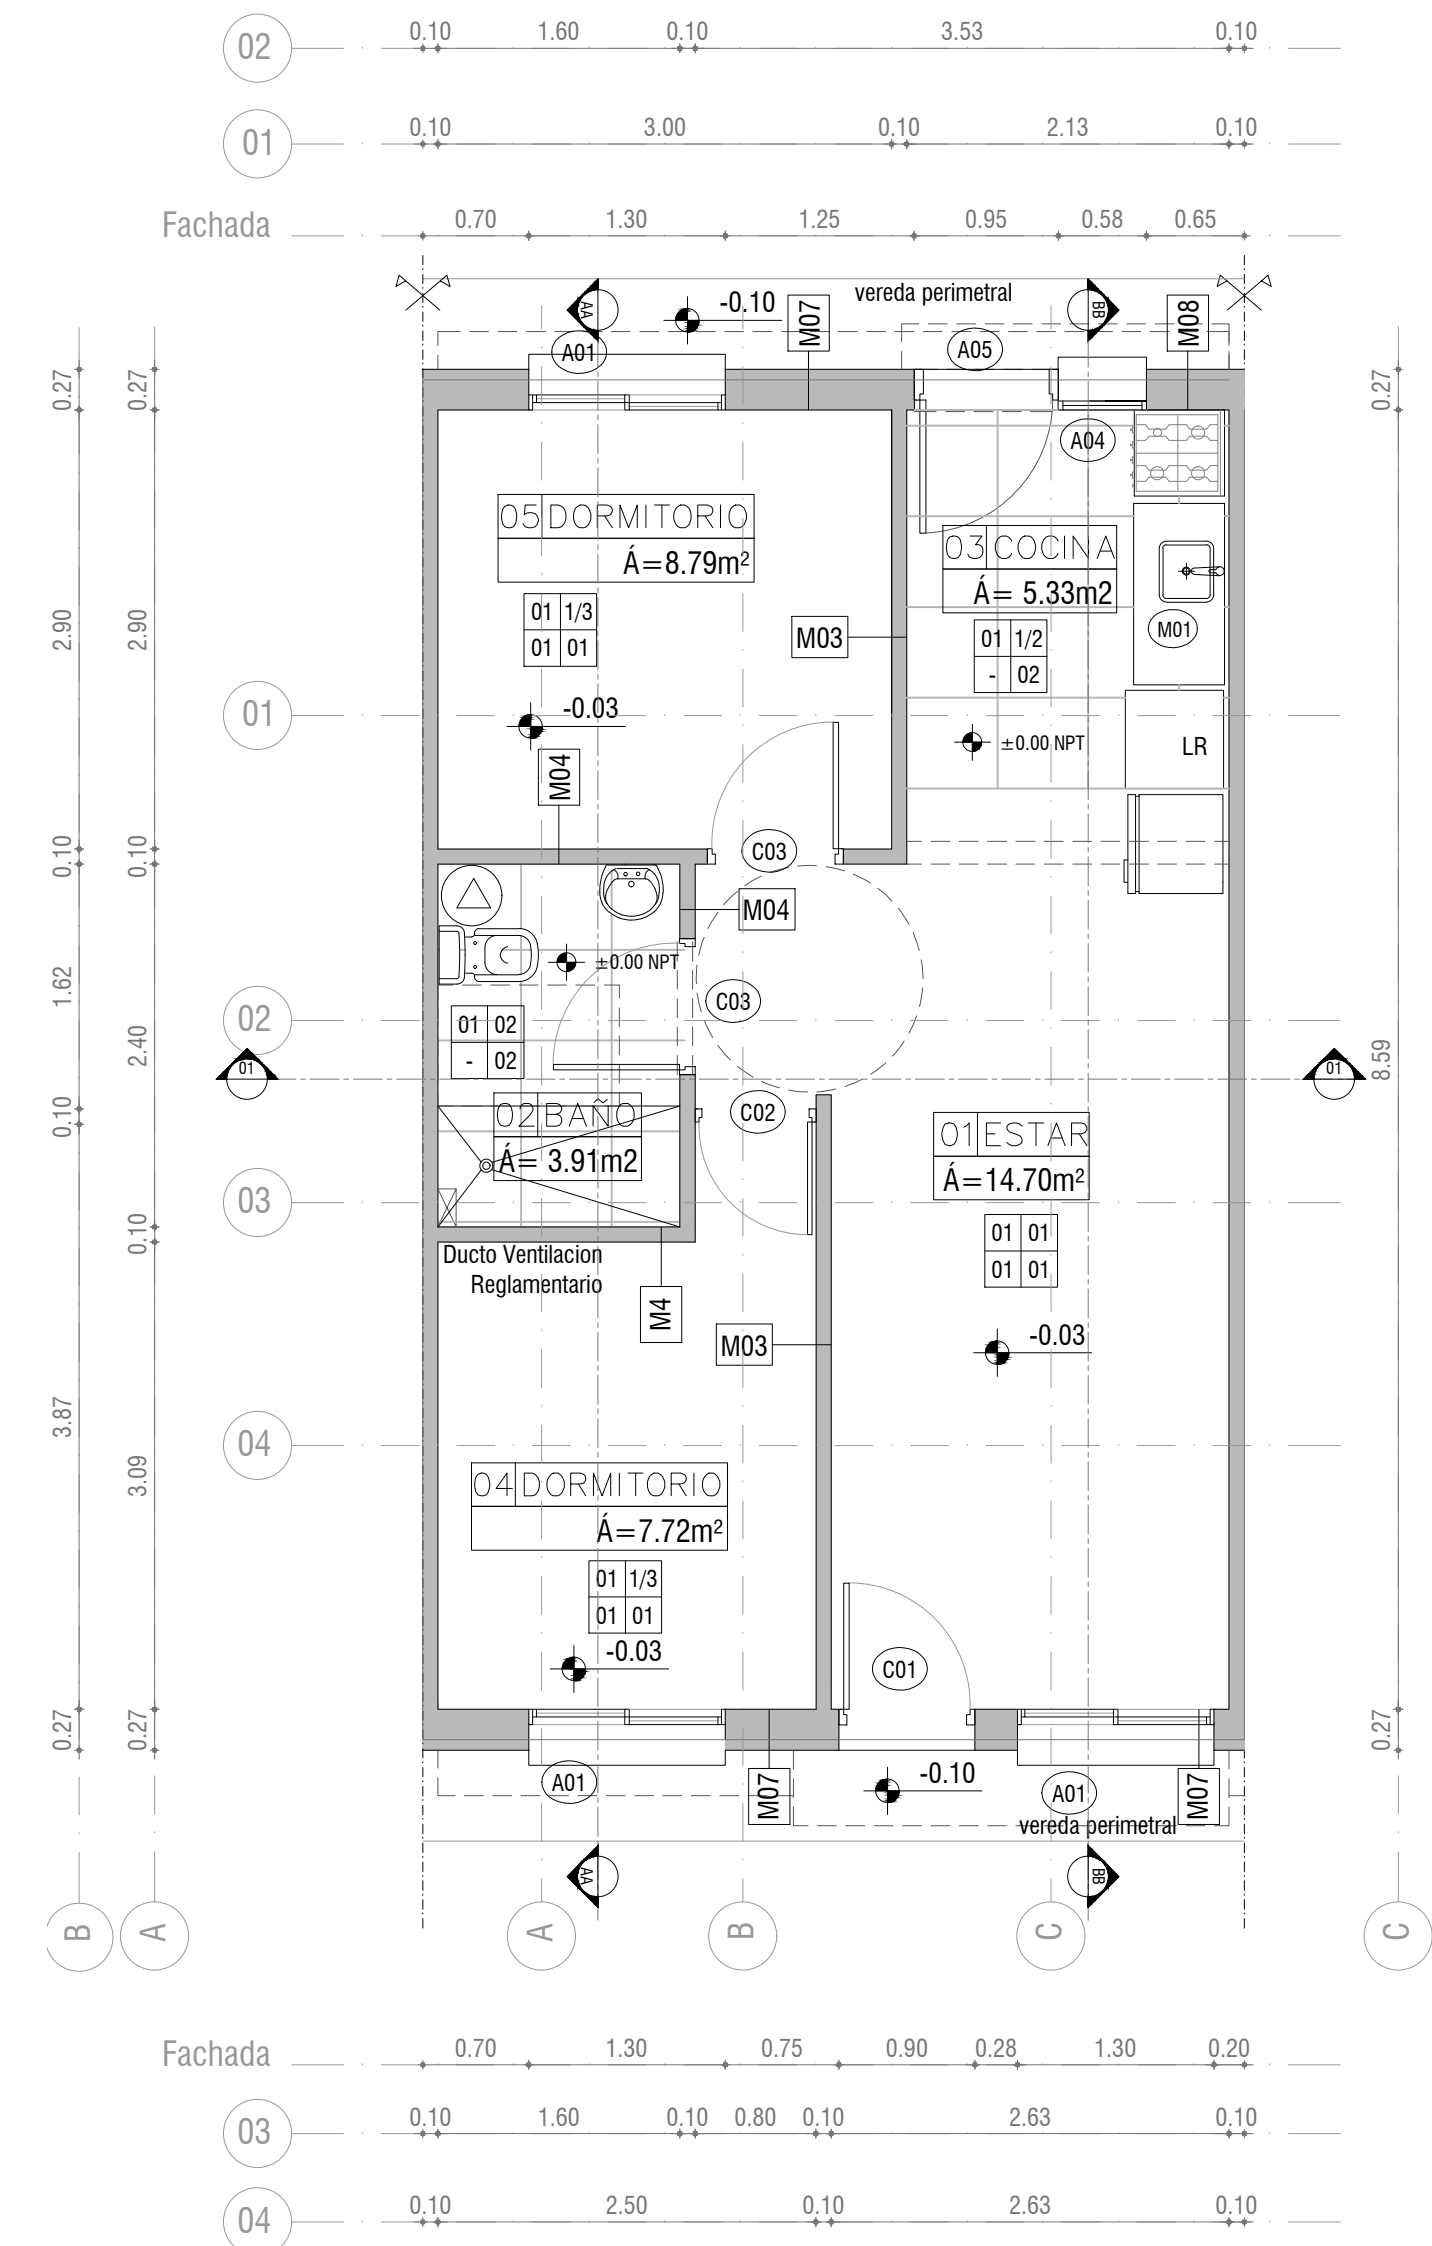 02 0.10 1.60 0.10 3.53 0.10
01 0.10 3.00 0.10 2.13 0.10
Fachada 0.70 1.30 1.25 0.95 0.58 0.65
vereda perimetral
AA -0.10 M07 BB M08
A01 A05
0.27 0.27 0.27
A04
05 DORMITORIO
Á=8.79m²
03 COCINA
Á= 5.33m2
01 1/3
01 01
01 1/2
- 02
M01
M03
2.90 2.90
01 -0.03
±0.00 NPT LR
M04
0.10 0.10
C03
M04
±0.00 NPT
1.62
C03
02
01 02
- 02
2.40
01 01
8.59
C02
0.10
02 BAÑO
Á= 3.91m2
01 ESTAR
Á=14.70m²
03
0.10
01 01
01 01
Ducto Ventilacion
Reglamentario
M4
M03
-0.03
3.87
04
3.09
04 DORMITORIO
Á=7.72m²
01 1/3
01 01
-0.03
C01
0.27 0.27 0.27
A01 M07 -0.10 A01 M07
vereda perimetral
AA BB
B A A B C C
Fachada 0.70 1.30 0.75 0.90 0.28 1.30 0.20
03 0.10 1.60 0.10 0.80 0.10 2.63 0.10
04 0.10 2.50 0.10 2.63 0.10